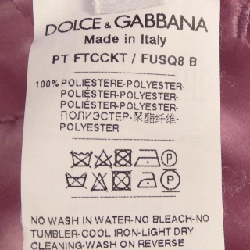 DOLCE & GABBANA
Made in Italy
PT FTCCKT / FUSQ8 B
100% POLIESTERE-POLYESTER-
POLYESTER-POLIÉSTER-
POLIÉSTER-POLYESTER-
ПОЛИЭСТЕР-聚酯纤维-
POLYESTER
NO WASH IN WATER-NO BLEACH-NO
TUMBLER-COOL IRON-LIGHT DRY
CLEANING-WASH ON REVERSE